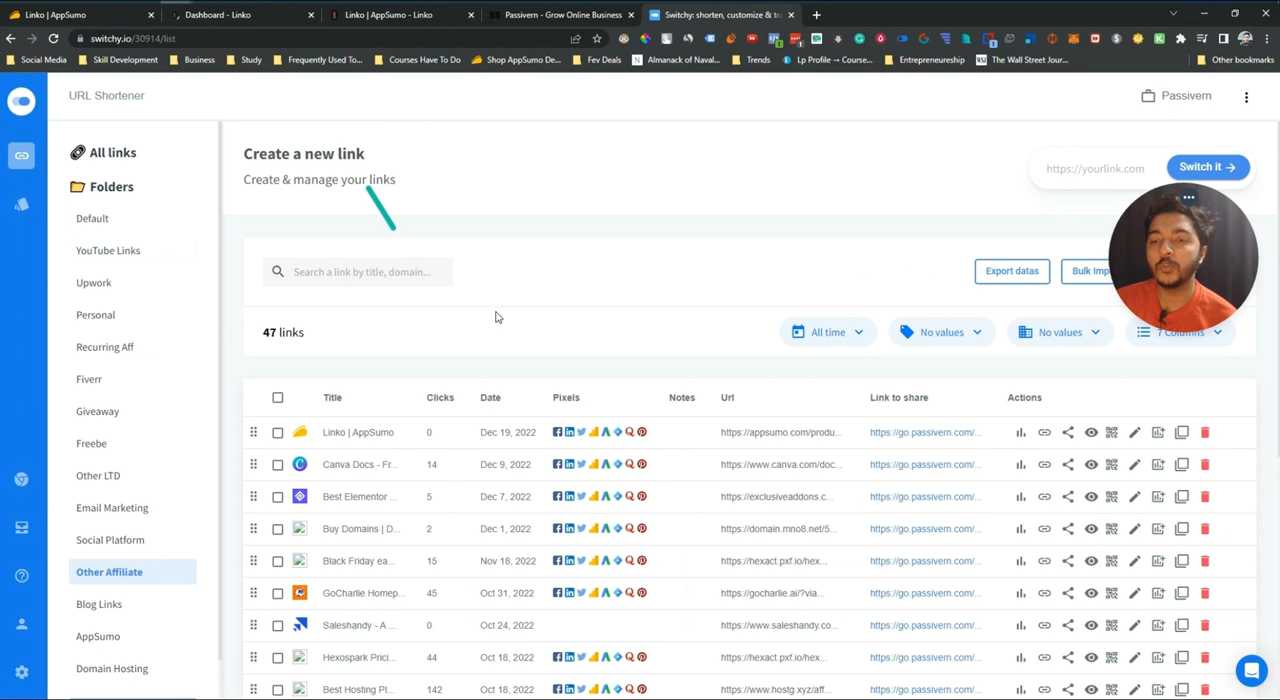 Linko | AppSumo
Dashboard - Linko
Linko | AppSumo - Linko
Passivern - Grow Online Business
Switchy: shorten, customize & tr
switchy.io/30914/list
Social Media
Skill Development
Business
Study
Frequently Used To...
Courses Have To Do
Shop AppSumo De...
Fev Deals
Almanack of Naval...
Trends
Lp Profile → Course...
Entrepreneurship
The Wall Street Jour...
Other bookmarks
URL Shortener
Passivern
All links
Folders
Default
YouTube Links
Upwork
Personal
Recurring Aff
Fiverr
Giveaway
Freebe
Other LTD
Email Marketing
Social Platform
Other Affiliate
Blog Links
AppSumo
Domain Hosting
Create a new link
Create & manage your links
https://yourlink.com
Switch it →
Search a link by title, domain...
Export datas
Bulk Imp
47 links
All time
No values
No values
7 Columns
Title Clicks Date Pixels Notes Url Link to share Actions
Linko | AppSumo 0 Dec 19, 2022 https://appsumo.com/produ... https://go.passivern.com/...
Canva Docs - Fr... 14 Dec 9, 2022 https://www.canva.com/doc... https://go.passivern.com/...
Best Elementor ... 5 Dec 7, 2022 https://exclusiveaddons.c... https://go.passivern.com/...
Buy Domains | D... 2 Dec 1, 2022 https://domain.mno8.net/5... https://go.passivern.com/...
Black Friday ea... 15 Nov 18, 2022 https://hexact.pxf.io/hex... https://go.passivern.com/...
GoCharlie Homep... 45 Oct 31, 2022 https://gocharlie.ai/?via... https://go.passivern.com/...
Saleshandy - A ... 0 Oct 24, 2022 https://www.saleshandy.co... https://go.passivern.com/...
Hexospark Prici... 44 Oct 18, 2022 https://hexact.pxf.io/hex... https://go.passivern.com/...
Best Hosting Pl... 142 Oct 18, 2022 https://www.hostg.xyz/aff... https://go.passivern.com/...